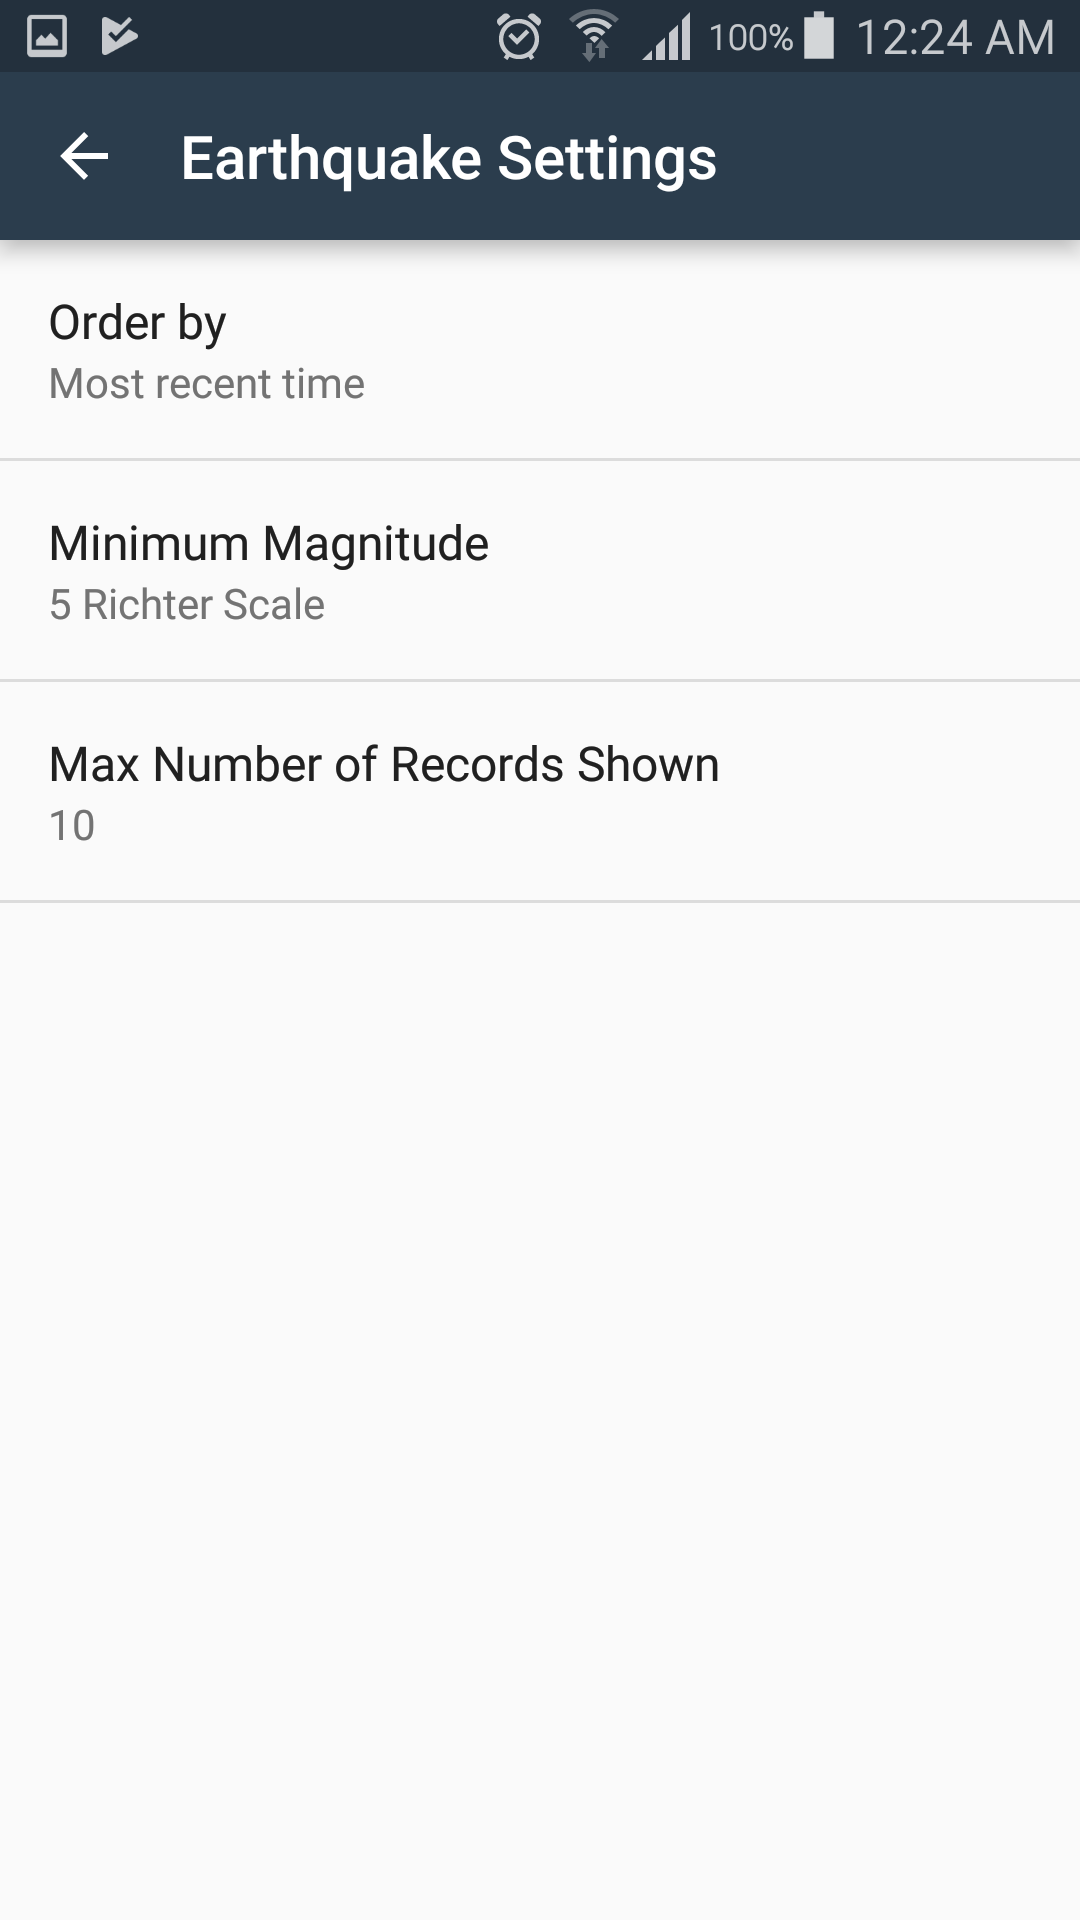 100% 12:24 AM
Earthquake Settings
Order by
Most recent time
Minimum Magnitude
5 Richter Scale
Max Number of Records Shown
10